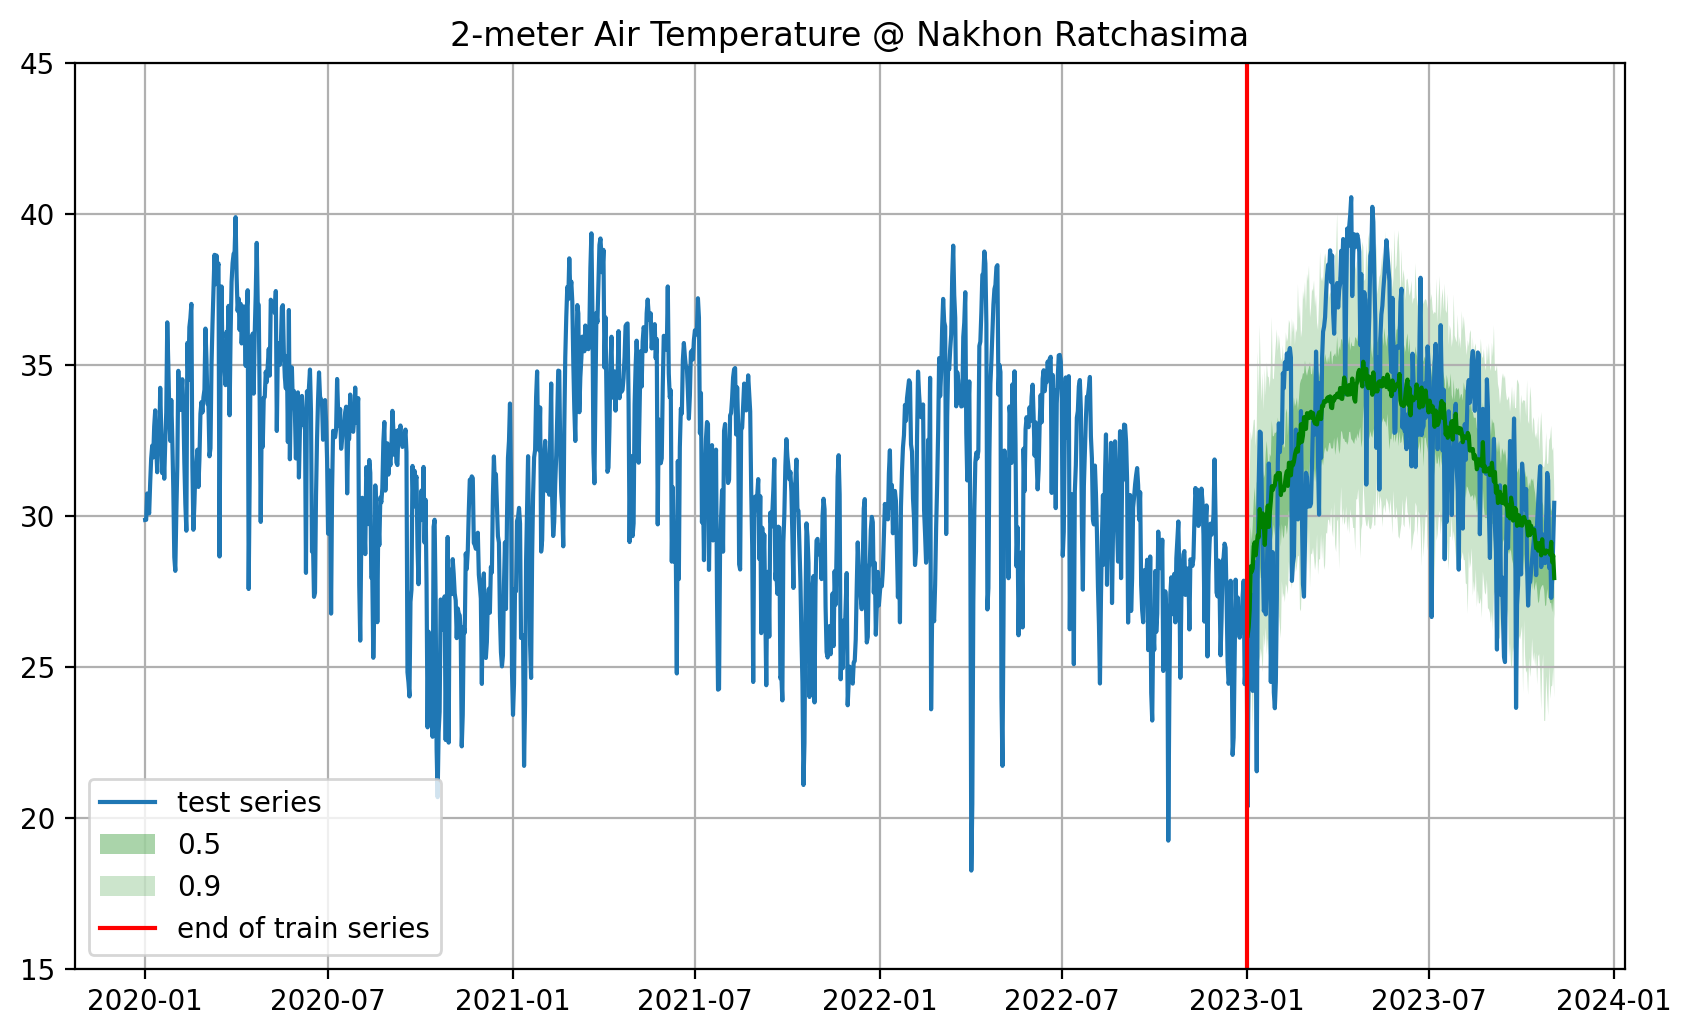 2-meter Air Temperature @ Nakhon Ratchasima
45
40
35
30
25
20
15
test series
0.5
0.9
end of train series
2020-01 2020-07 2021-01 2021-07 2022-01 2022-07 2023-01 2023-07 2024-01